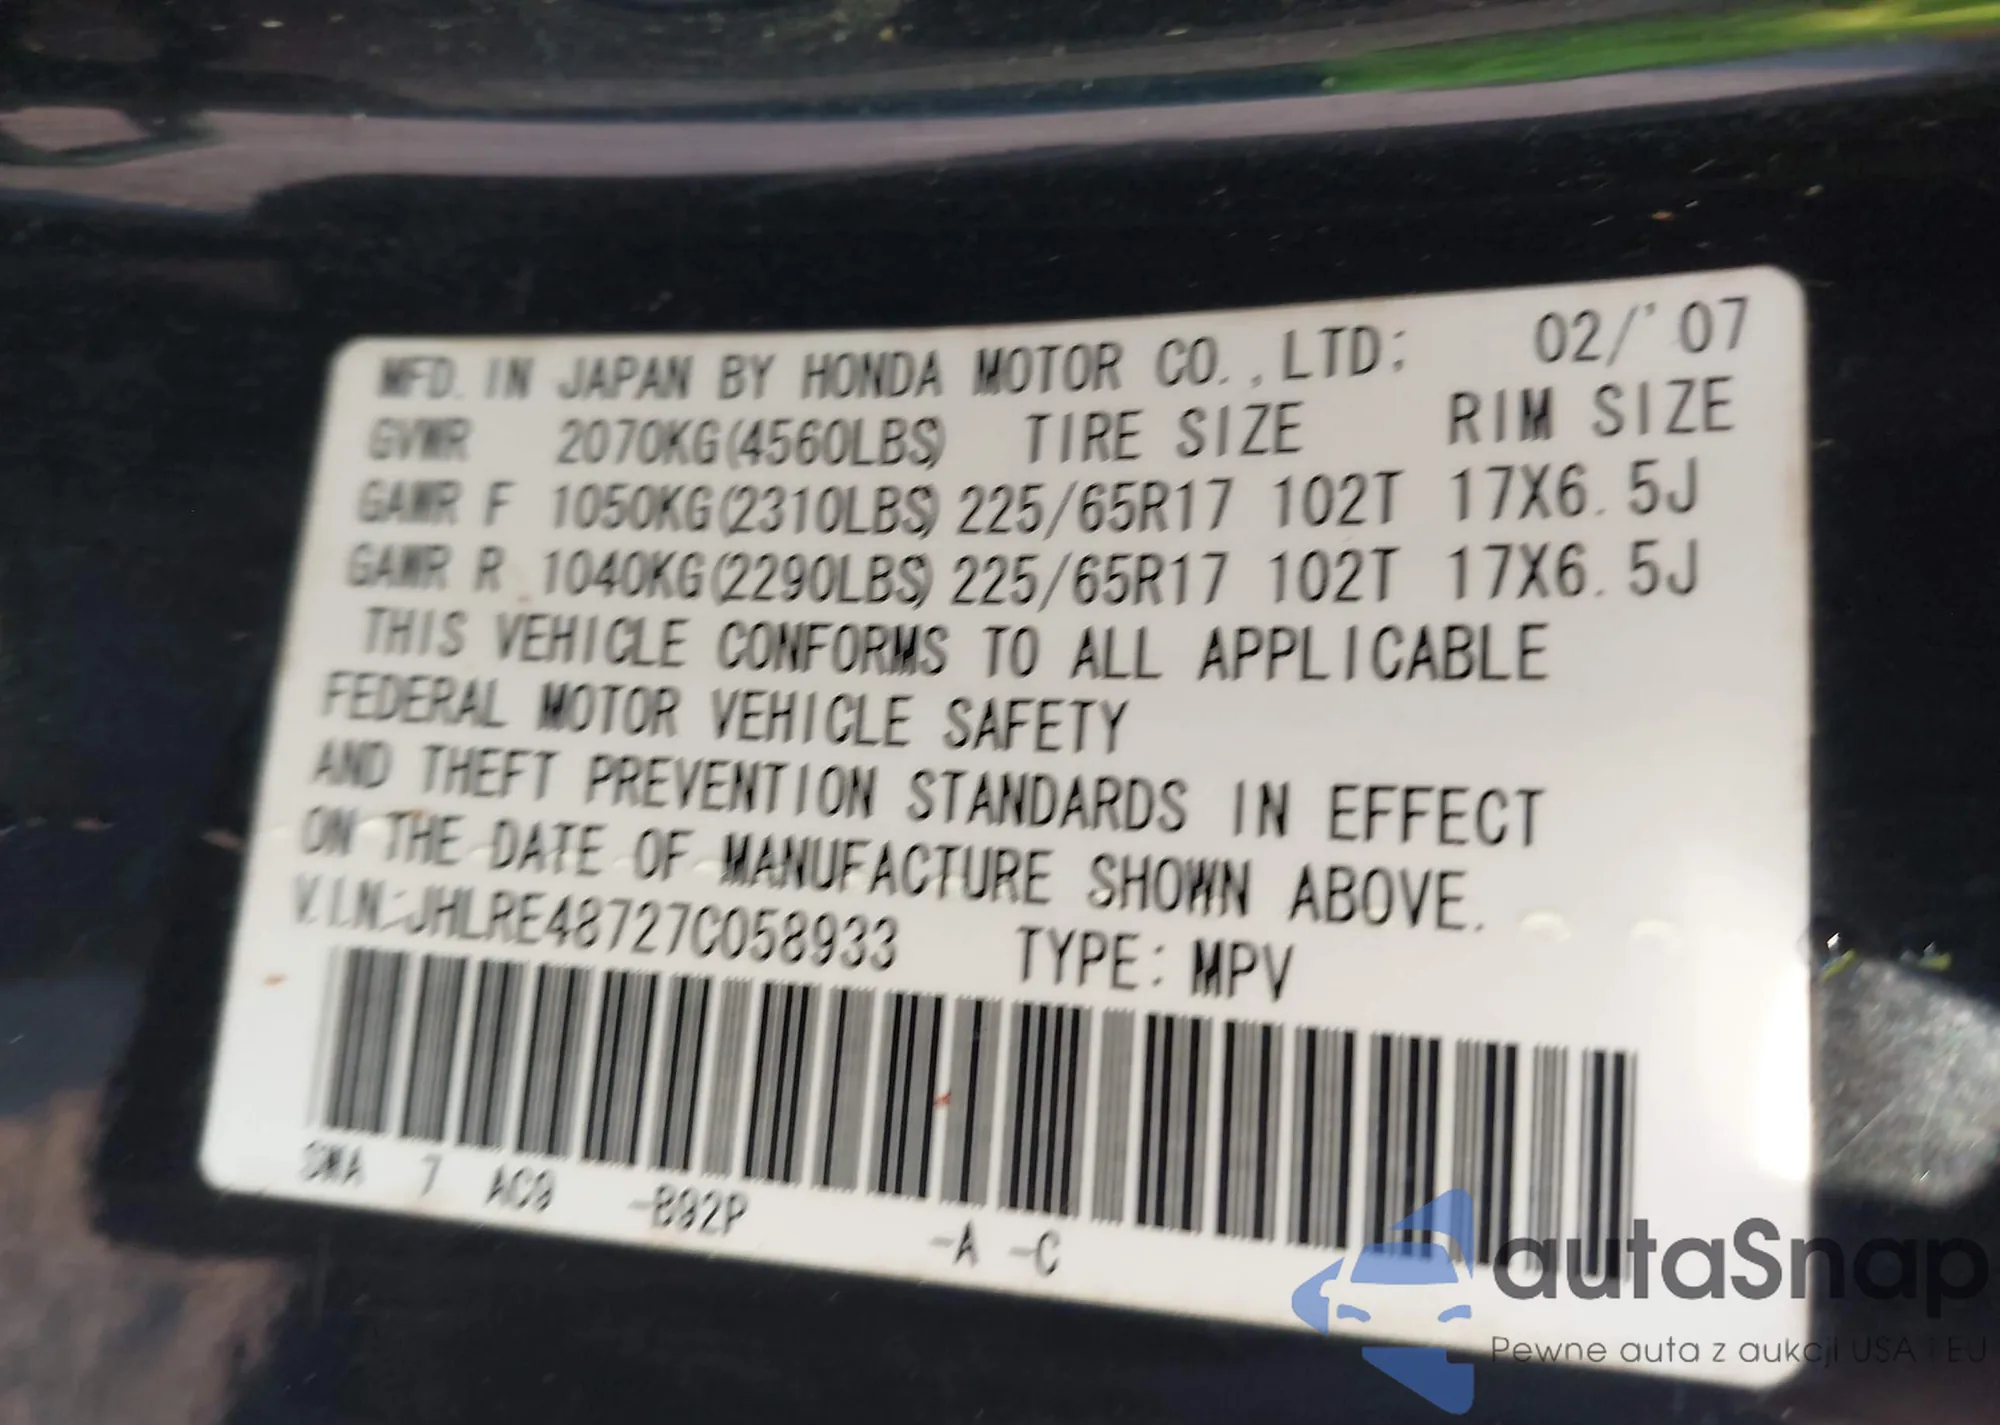 MFD. IN JAPAN BY HONDA MOTOR CO.,LTD: 02/'07
GVWR 2070KG(4560LBS) TIRE SIZE RIM SIZE
GAWR F 1050KG(2310LBS) 225/65R17 102T 17X6.5J
GAWR R 1040KG(2290LBS) 225/65R17 102T 17X6.5J
THIS VEHICLE CONFORMS TO ALL APPLICABLE
FEDERAL MOTOR VEHICLE SAFETY
AND THEFT PREVENTION STANDARDS IN EFFECT
ON THE DATE OF MANUFACTURE SHOWN ABOVE.
V.I.N.:JHLRE48727C058933 TYPE: MPV
SWA 7 AC9 -B92P -A -C
autaSnap
Pewne auta z aukcji USA i EU